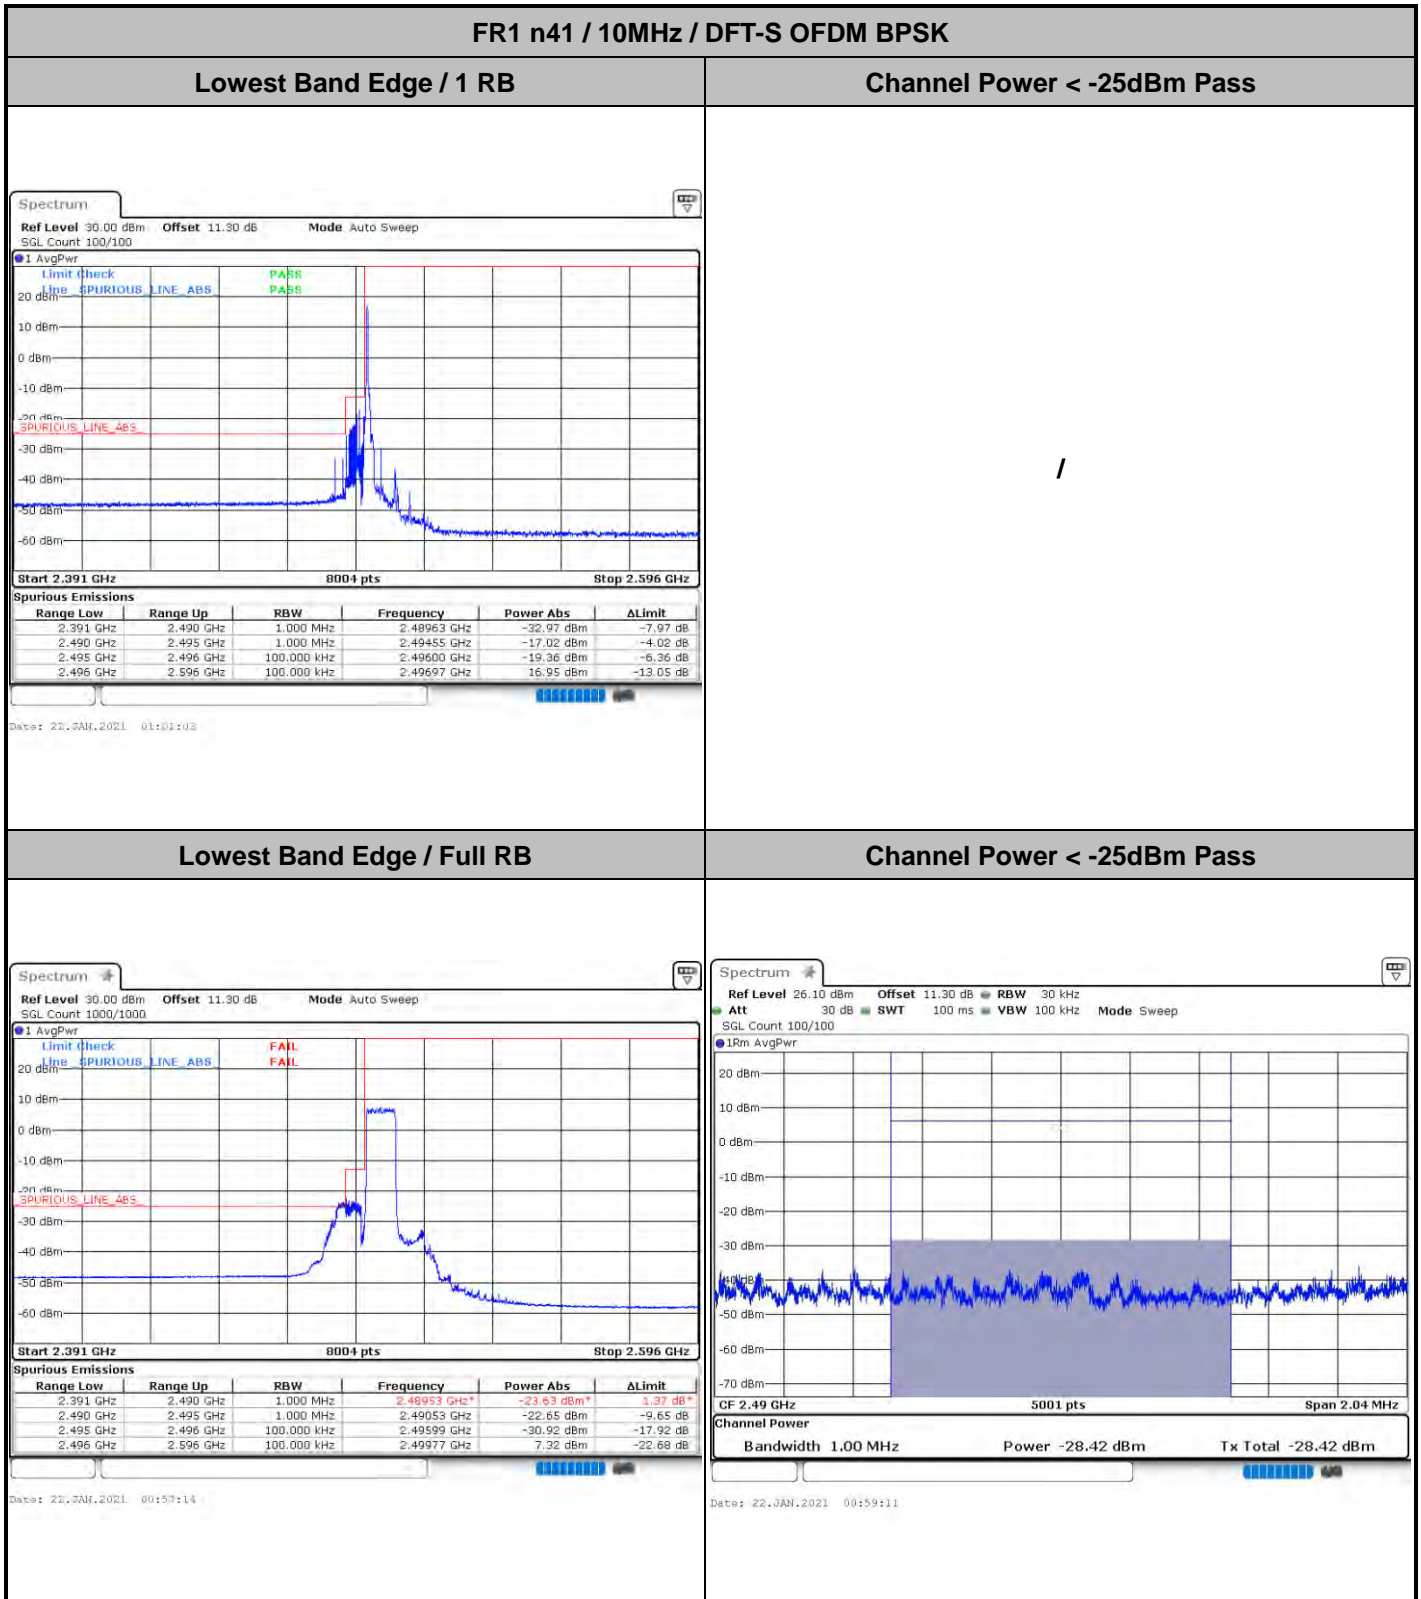 FR1 n41 / 10MHz / DFT-S OFDM BPSK
Lowest Band Edge / 1 RB
Channel Power < -25dBm Pass
Spectrum
Ref Level 30.00 dBm Offset 11.30 dB Mode Auto Sweep
SGL Count 100/100
1 AvgPwr
Limit Check PASS
Line _SPURIOUS_LINE_ABS_ PASS
20 dBm
10 dBm
0 dBm
-10 dBm
-20 dBm
_SPURIOUS_LINE_ABS_
-30 dBm
-40 dBm
-50 dBm
-60 dBm
Start 2.391 GHz 8004 pts Stop 2.596 GHz
Spurious Emissions
Range Low Range Up RBW Frequency Power Abs ΔLimit
2.391 GHz 2.490 GHz 1.000 MHz 2.48963 GHz -32.97 dBm -7.97 dB
2.490 GHz 2.495 GHz 1.000 MHz 2.49455 GHz -17.02 dBm -4.02 dB
2.495 GHz 2.496 GHz 100.000 kHz 2.49600 GHz -19.36 dBm -6.36 dB
2.496 GHz 2.596 GHz 100.000 kHz 2.49697 GHz 16.95 dBm -13.05 dB
Date: 22.JAN.2021 01:01:03
/
Lowest Band Edge / Full RB
Channel Power < -25dBm Pass
Spectrum
Ref Level 30.00 dBm Offset 11.30 dB Mode Auto Sweep
SGL Count 1000/1000
1 AvgPwr
Limit Check FAIL
Line _SPURIOUS_LINE_ABS_ FAIL
20 dBm
10 dBm
0 dBm
-10 dBm
-20 dBm
_SPURIOUS_LINE_ABS_
-30 dBm
-40 dBm
-50 dBm
-60 dBm
Start 2.391 GHz 8004 pts Stop 2.596 GHz
Spurious Emissions
Range Low Range Up RBW Frequency Power Abs ΔLimit
2.391 GHz 2.490 GHz 1.000 MHz 2.48953 GHz* -23.63 dBm* 1.37 dB*
2.490 GHz 2.495 GHz 1.000 MHz 2.49053 GHz -22.65 dBm -9.65 dB
2.495 GHz 2.496 GHz 100.000 kHz 2.49599 GHz -30.92 dBm -17.92 dB
2.496 GHz 2.596 GHz 100.000 kHz 2.49977 GHz 7.32 dBm -22.68 dB
Date: 22.JAN.2021 00:57:14
Spectrum
Ref Level 26.10 dBm Offset 11.30 dB RBW 30 kHz
Att 30 dB SWT 100 ms VBW 100 kHz Mode Sweep
SGL Count 100/100
1Rm AvgPwr
20 dBm
10 dBm
0 dBm
-10 dBm
-20 dBm
-30 dBm
-40 dBm
-50 dBm
-60 dBm
-70 dBm
CF 2.49 GHz 5001 pts Span 2.04 MHz
Channel Power
Bandwidth 1.00 MHz Power -28.42 dBm Tx Total -28.42 dBm
Date: 22.JAN.2021 00:59:11